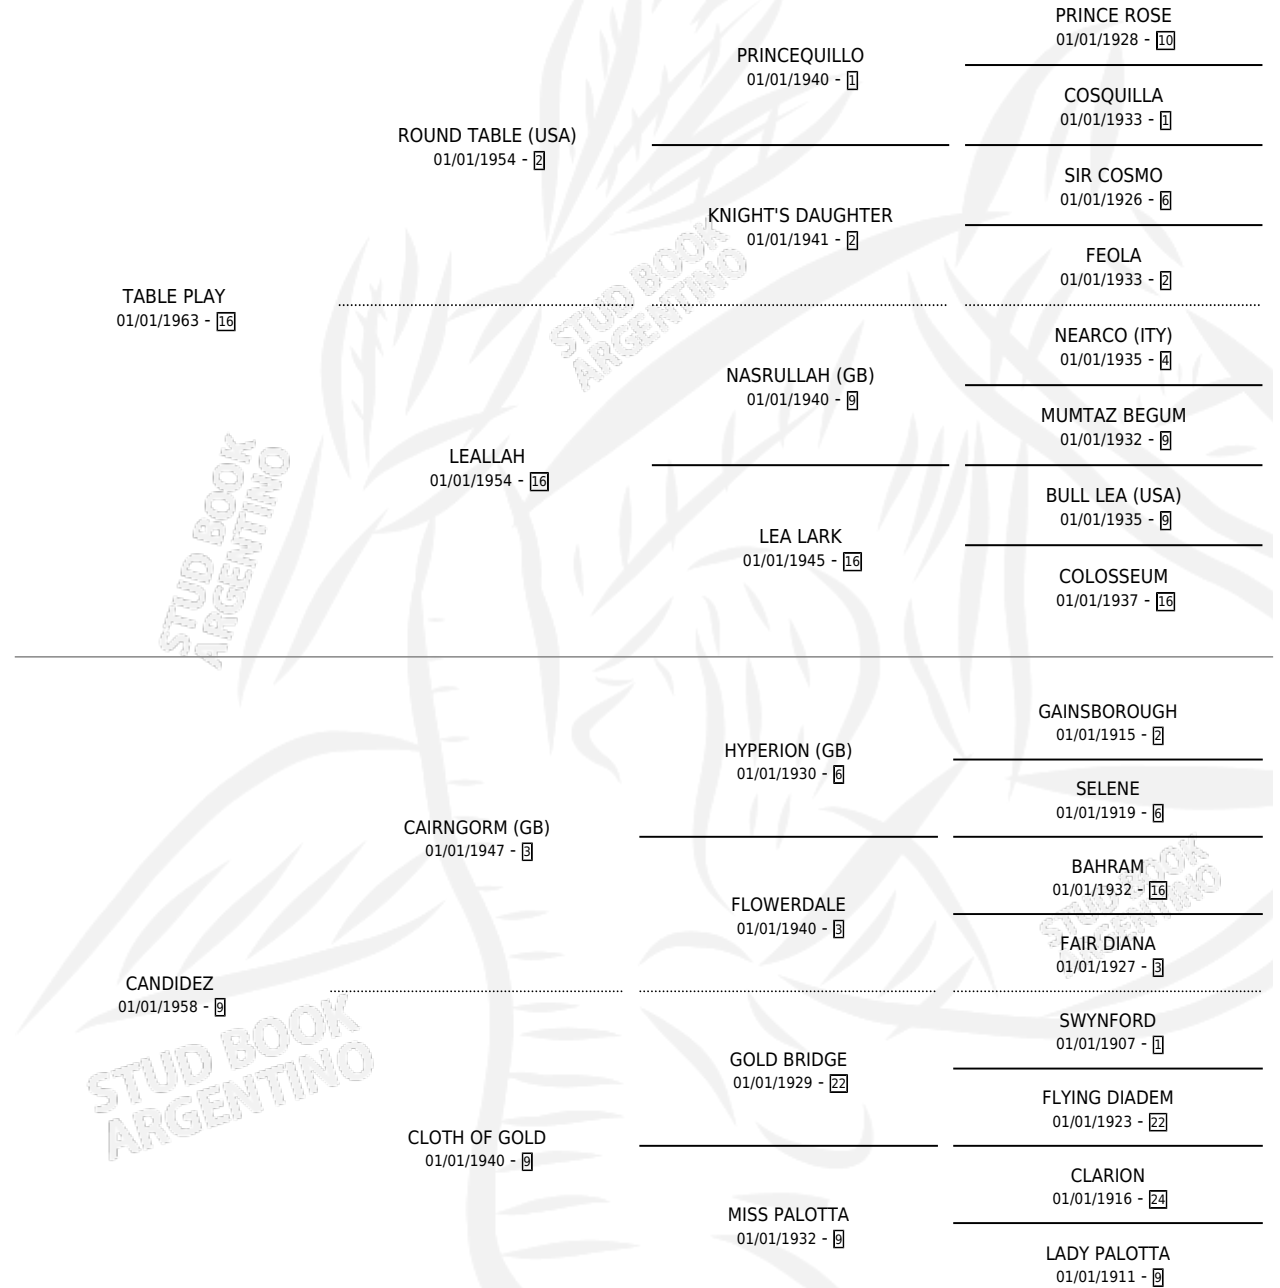 PRINCE ROSE
01/01/1928 - 10
PRINCEQUILLO
01/01/1940 - 1
COSQUILLA
01/01/1933 - 1
ROUND TABLE (USA)
01/01/1954 - 2
SIR COSMO
01/01/1926 - 6
KNIGHT'S DAUGHTER
01/01/1941 - 2
FEOLA
01/01/1933 - 2
STUD BOOK
ARGENTINO
TABLE PLAY
01/01/1963 - 16
NEARCO (ITY)
01/01/1935 - 4
NASRULLAH (GB)
01/01/1940 - 9
MUMTAZ BEGUM
01/01/1932 - 9
LEALLAH
01/01/1954 - 16
BULL LEA (USA)
01/01/1935 - 9
LEA LARK
01/01/1945 - 16
COLOSSEUM
01/01/1937 - 16
STUD BOOK
ARGENTINO
GAINSBOROUGH
01/01/1915 - 2
HYPERION (GB)
01/01/1930 - 6
SELENE
01/01/1919 - 6
CAIRNGORM (GB)
01/01/1947 - 3
BAHRAM
01/01/1932 - 16
STUD BOOK
ARGENTINO
FLOWERDALE
01/01/1940 - 3
FAIR DIANA
01/01/1927 - 3
CANDIDEZ
01/01/1958 - 9
STUD BOOK
ARGENTINO
SWYNFORD
01/01/1907 - 1
GOLD BRIDGE
01/01/1929 - 22
FLYING DIADEM
01/01/1923 - 22
CLOTH OF GOLD
01/01/1940 - 9
CLARION
01/01/1916 - 24
MISS PALOTTA
01/01/1932 - 9
LADY PALOTTA
01/01/1911 - 9